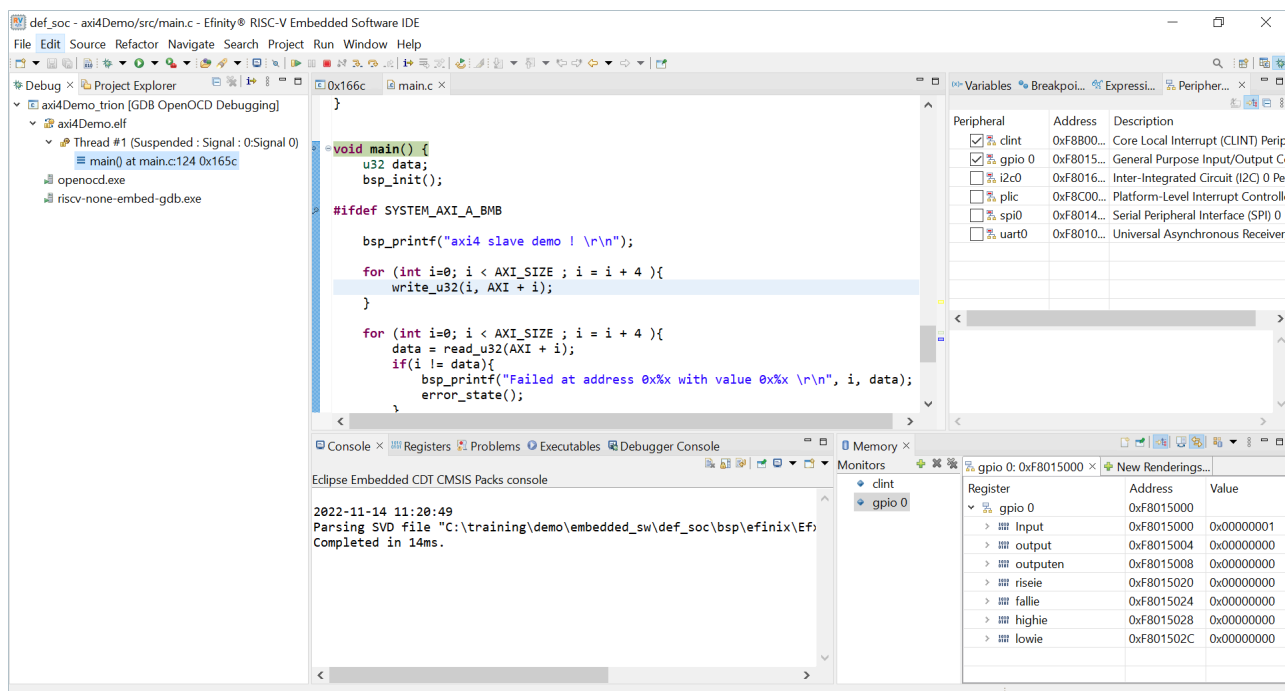 def_soc - axi4Demo/src/main.c - Efinity® RISC-V Embedded Software IDE
File Edit Source Refactor Navigate Search Project Run Window Help
Debug Project Explorer
axi4Demo_trion [GDB OpenOCD Debugging]
axi4Demo.elf
Thread #1 (Suspended : Signal : 0:Signal 0)
main() at main.c:124 0x165c
openocd.exe
riscv-none-embed-gdb.exe
0x166c main.c
}
void main() {
u32 data;
bsp_init();
#ifdef SYSTEM_AXI_A_BMB
bsp_printf("axi4 slave demo ! \r\n");
for (int i=0; i < AXI_SIZE ; i = i + 4 ){
write_u32(i, AXI + i);
}
for (int i=0; i < AXI_SIZE ; i = i + 4 ){
data = read_u32(AXI + i);
if(i != data){
bsp_printf("Failed at address 0x%x with value 0x%x \r\n", i, data);
error_state();
}
Variables Breakpoi... Expressi... Peripher...
Peripheral Address Description
clint 0xF8B00... Core Local Interrupt (CLINT) Perip
gpio 0 0xF8015... General Purpose Input/Output C
i2c0 0xF8016... Inter-Integrated Circuit (I2C) 0 Pe
plic 0xF8C00... Platform-Level Interrupt Controll
spi0 0xF8014... Serial Peripheral Interface (SPI) 0
uart0 0xF8010... Universal Asynchronous Receiver
Console Registers Problems Executables Debugger Console
Eclipse Embedded CDT CMSIS Packs console
2022-11-14 11:20:49
Parsing SVD file "C:\training\demo\embedded_sw\def_soc\bsp\efinix\Ef
Completed in 14ms.
Memory
Monitors
clint
gpio 0
gpio 0: 0xF8015000 New Renderings...
Register Address Value
gpio 0 0xF8015000
Input 0xF8015000 0x00000001
output 0xF8015004 0x00000000
outputen 0xF8015008 0x00000000
riseie 0xF8015020 0x00000000
fallie 0xF8015024 0x00000000
highie 0xF8015028 0x00000000
lowie 0xF801502C 0x00000000